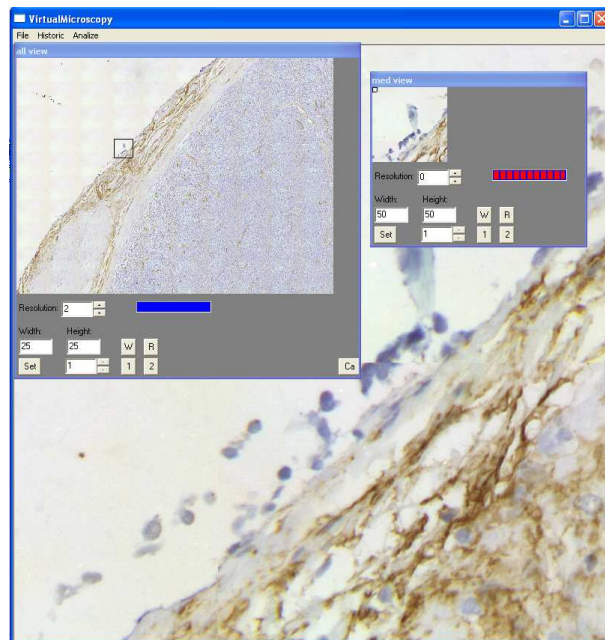 VirtualMicroscopy
File Historic Analize
all view
Resolution: 2
Width: Height:
25 25 W R
Set 1 1 2 Ca
med view
Resolution: 0
Width: Height:
50 50 W R
Set 1 1 2